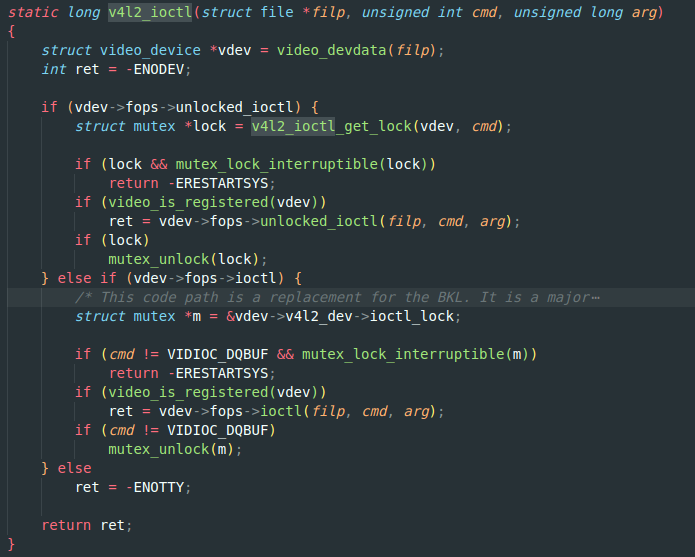 static long v4l2_ioctl(struct file *filp, unsigned int cmd, unsigned long arg)
{
    struct video_device *vdev = video_devdata(filp);
    int ret = -ENODEV;

    if (vdev->fops->unlocked_ioctl) {
        struct mutex *lock = v4l2_ioctl_get_lock(vdev, cmd);

        if (lock && mutex_lock_interruptible(lock))
            return -ERESTARTSYS;
        if (video_is_registered(vdev))
            ret = vdev->fops->unlocked_ioctl(filp, cmd, arg);
        if (lock)
            mutex_unlock(lock);
    } else if (vdev->fops->ioctl) {
        /* This code path is a replacement for the BKL. It is a major⋯
        struct mutex *m = &vdev->v4l2_dev->ioctl_lock;

        if (cmd != VIDIOC_DQBUF && mutex_lock_interruptible(m))
            return -ERESTARTSYS;
        if (video_is_registered(vdev))
            ret = vdev->fops->ioctl(filp, cmd, arg);
        if (cmd != VIDIOC_DQBUF)
            mutex_unlock(m);
    } else
        ret = -ENOTTY;

    return ret;
}